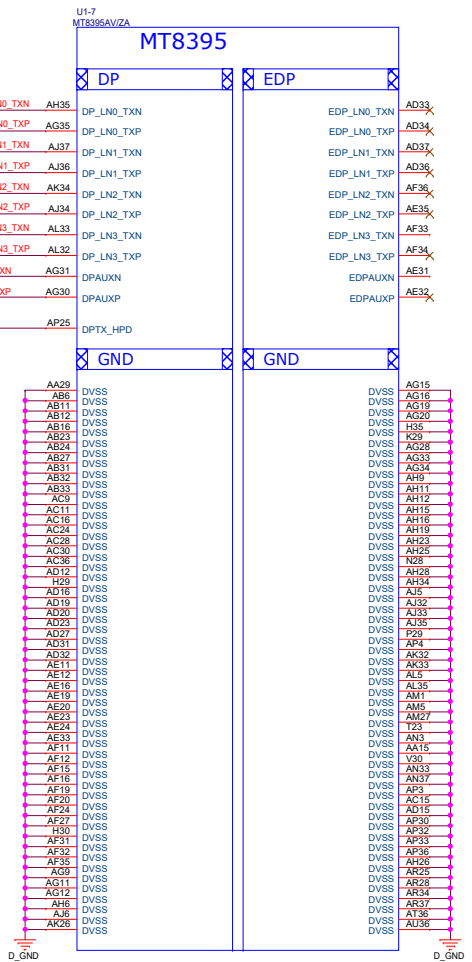 U1-7
MT8395AV/ZA
MT8395
DP EDP
N0_TXN AH35 DP_LN0_TXN EDP_LN0_TXN AD33
N0_TXP AG35 DP_LN0_TXP EDP_LN0_TXP AD34
N1_TXN AJ37 DP_LN1_TXN EDP_LN1_TXN AD37
N1_TXP AJ36 DP_LN1_TXP EDP_LN1_TXP AD36
N2_TXN AK34 DP_LN2_TXN EDP_LN2_TXN AF36
N2_TXP AJ34 DP_LN2_TXP EDP_LN2_TXP AE35
N3_TXN AL33 DP_LN3_TXN EDP_LN3_TXN AF33
N3_TXP AL32 DP_LN3_TXP EDP_LN3_TXP AF34
XN AG31 DPAUXN EDPAUXN AE31
XP AG30 DPAUXP EDPAUXP AE32
AP25 DPTX_HPD
GND GND
AA29 DVSS DVSS AG15
AB6 DVSS DVSS AG16
AB11 DVSS DVSS AG19
AB12 DVSS DVSS AG20
AB16 DVSS DVSS H35
AB23 DVSS DVSS K29
AB24 DVSS DVSS AG28
AB27 DVSS DVSS AG33
AB31 DVSS DVSS AG34
AB32 DVSS DVSS AH9
AB33 DVSS DVSS AH11
AC9 DVSS DVSS AH12
AC11 DVSS DVSS AH15
AC16 DVSS DVSS AH16
AC24 DVSS DVSS AH19
AC28 DVSS DVSS AH23
AC30 DVSS DVSS AH25
AC36 DVSS DVSS N28
AD12 DVSS DVSS AH28
H29 DVSS DVSS AH34
AD16 DVSS DVSS AJ5
AD19 DVSS DVSS AJ32
AD20 DVSS DVSS AJ33
AD23 DVSS DVSS AJ35
AD27 DVSS DVSS P29
AD31 DVSS DVSS AP4
AD32 DVSS DVSS AK32
AE11 DVSS DVSS AK33
AE12 DVSS DVSS AL5
AE16 DVSS DVSS AL35
AE19 DVSS DVSS AM1
AE20 DVSS DVSS AM5
AE23 DVSS DVSS AM27
AE24 DVSS DVSS T23
AE33 DVSS DVSS AN3
AF11 DVSS DVSS AA15
AF12 DVSS DVSS V30
AF15 DVSS DVSS AN33
AF16 DVSS DVSS AN37
AF19 DVSS DVSS AP3
AF20 DVSS DVSS AC15
AF24 DVSS DVSS AD15
AF27 DVSS DVSS AP30
H30 DVSS DVSS AP32
AF31 DVSS DVSS AP33
AF32 DVSS DVSS AP36
AF35 DVSS DVSS AH26
AG9 DVSS DVSS AR25
AG11 DVSS DVSS AR28
AG12 DVSS DVSS AR34
AH6 DVSS DVSS AR37
AJ6 DVSS DVSS AT36
AK26 DVSS DVSS AU36
D_GND D_GND